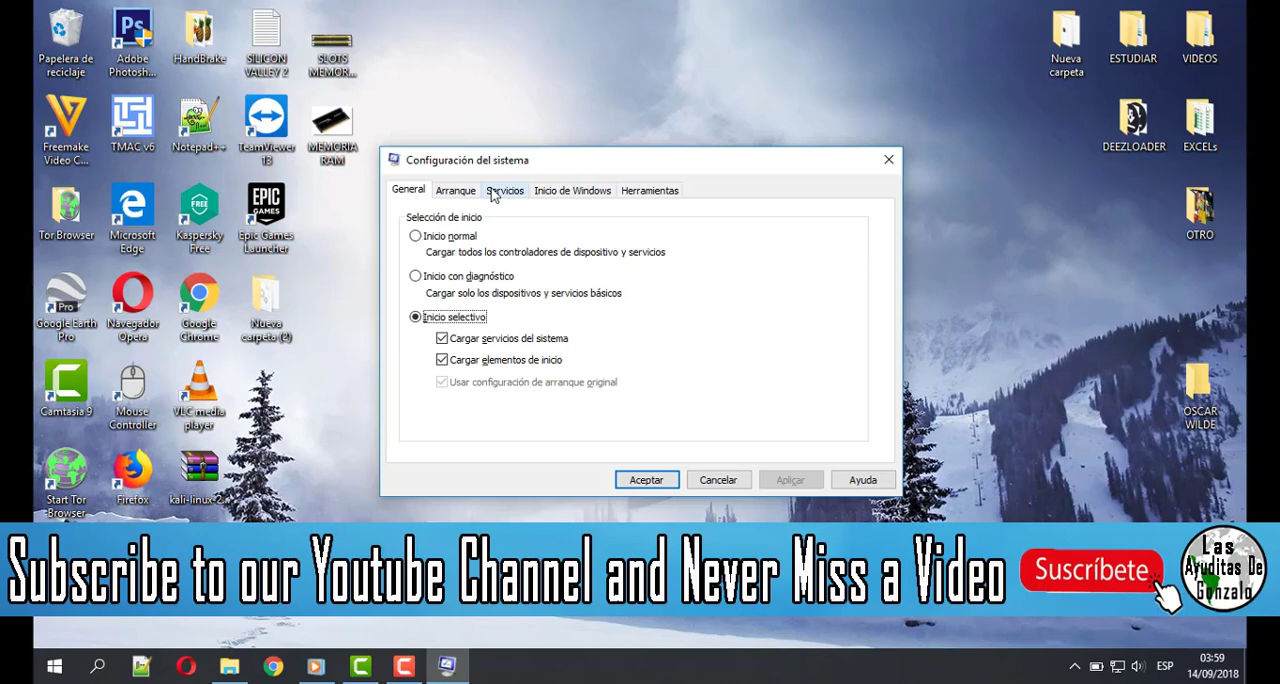 Papelera de
reciclaje
Adobe
Photosh...
HandBrake
SILICON
VALLEY 2
SLOTS
MEMOR...
Nueva
carpeta
ESTUDIAR
VIDEOS
Freemake
Video C...
TMAC v6
Notepad++
TeamViewer
13
MEMORIA
RAM
DEEZLOADER
EXCELs
Tor Browser
Microsoft
Edge
Kaspersky
Free
Epic Games
Launcher
EPIC
GAMES
FREE
OTRO
Pro
Google Earth
Pro
Navegador
Opera
Google
Chrome
Nueva
carpeta (2)
Camtasia 9
Mouse
Controller
VLC media
player
OSCAR
WILDE
Start Tor
Browser
Firefox
kali-linux-2...
Configuración del sistema
General Arranque Servicios Inicio de Windows Herramientas
Selección de inicio
Inicio normal
Cargar todos los controladores de dispositivo y servicios
Inicio con diagnóstico
Cargar solo los dispositivos y servicios básicos
Inicio selectivo
Cargar servicios del sistema
Cargar elementos de inicio
Usar configuración de arranque original
Aceptar Cancelar Aplicar Ayuda
Subscribe to our Youtube Channel and Never Miss a Video
Suscríbete
Las
Ayuditas De
Gonzalo
ESP
03:59
14/09/2018